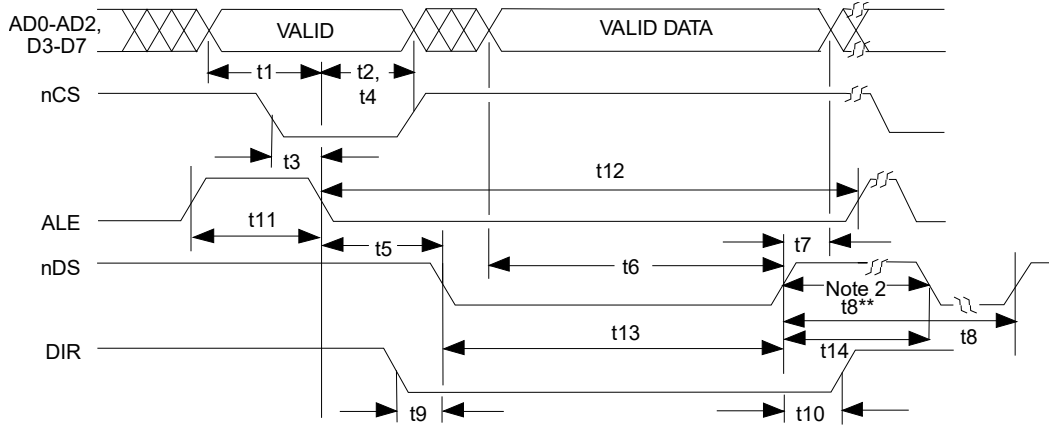 AD0-AD2,
D3-D7
VALID
VALID DATA
t1
t2,
t4
nCS
t3
t12
ALE
t11
t5
t7
nDS
t6
Note 2
t8**
t8
t13
t14
DIR
t9
t10